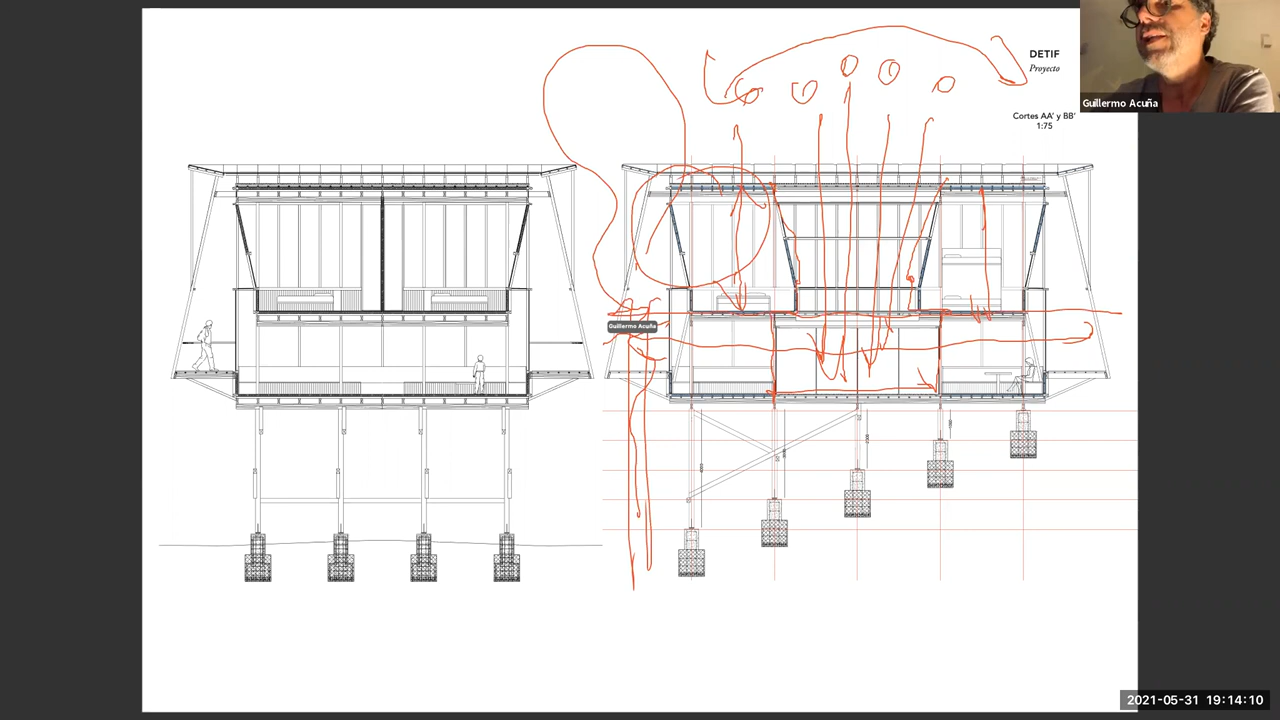 DETIF
Proyecto
Guillermo Acuña
Cortes AA' y BB'
1:75
Guillermo Acuña
2021-05-31 19:14:10